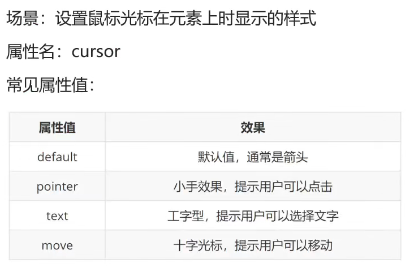 场景：设置鼠标光标在元素上时显示的样式
属性名：cursor
常见属性值：
属性值 效果
default 默认值，通常是箭头
pointer 小手效果，提示用户可以点击
text 工字型，提示用户可以选择文字
move 十字光标，提示用户可以移动